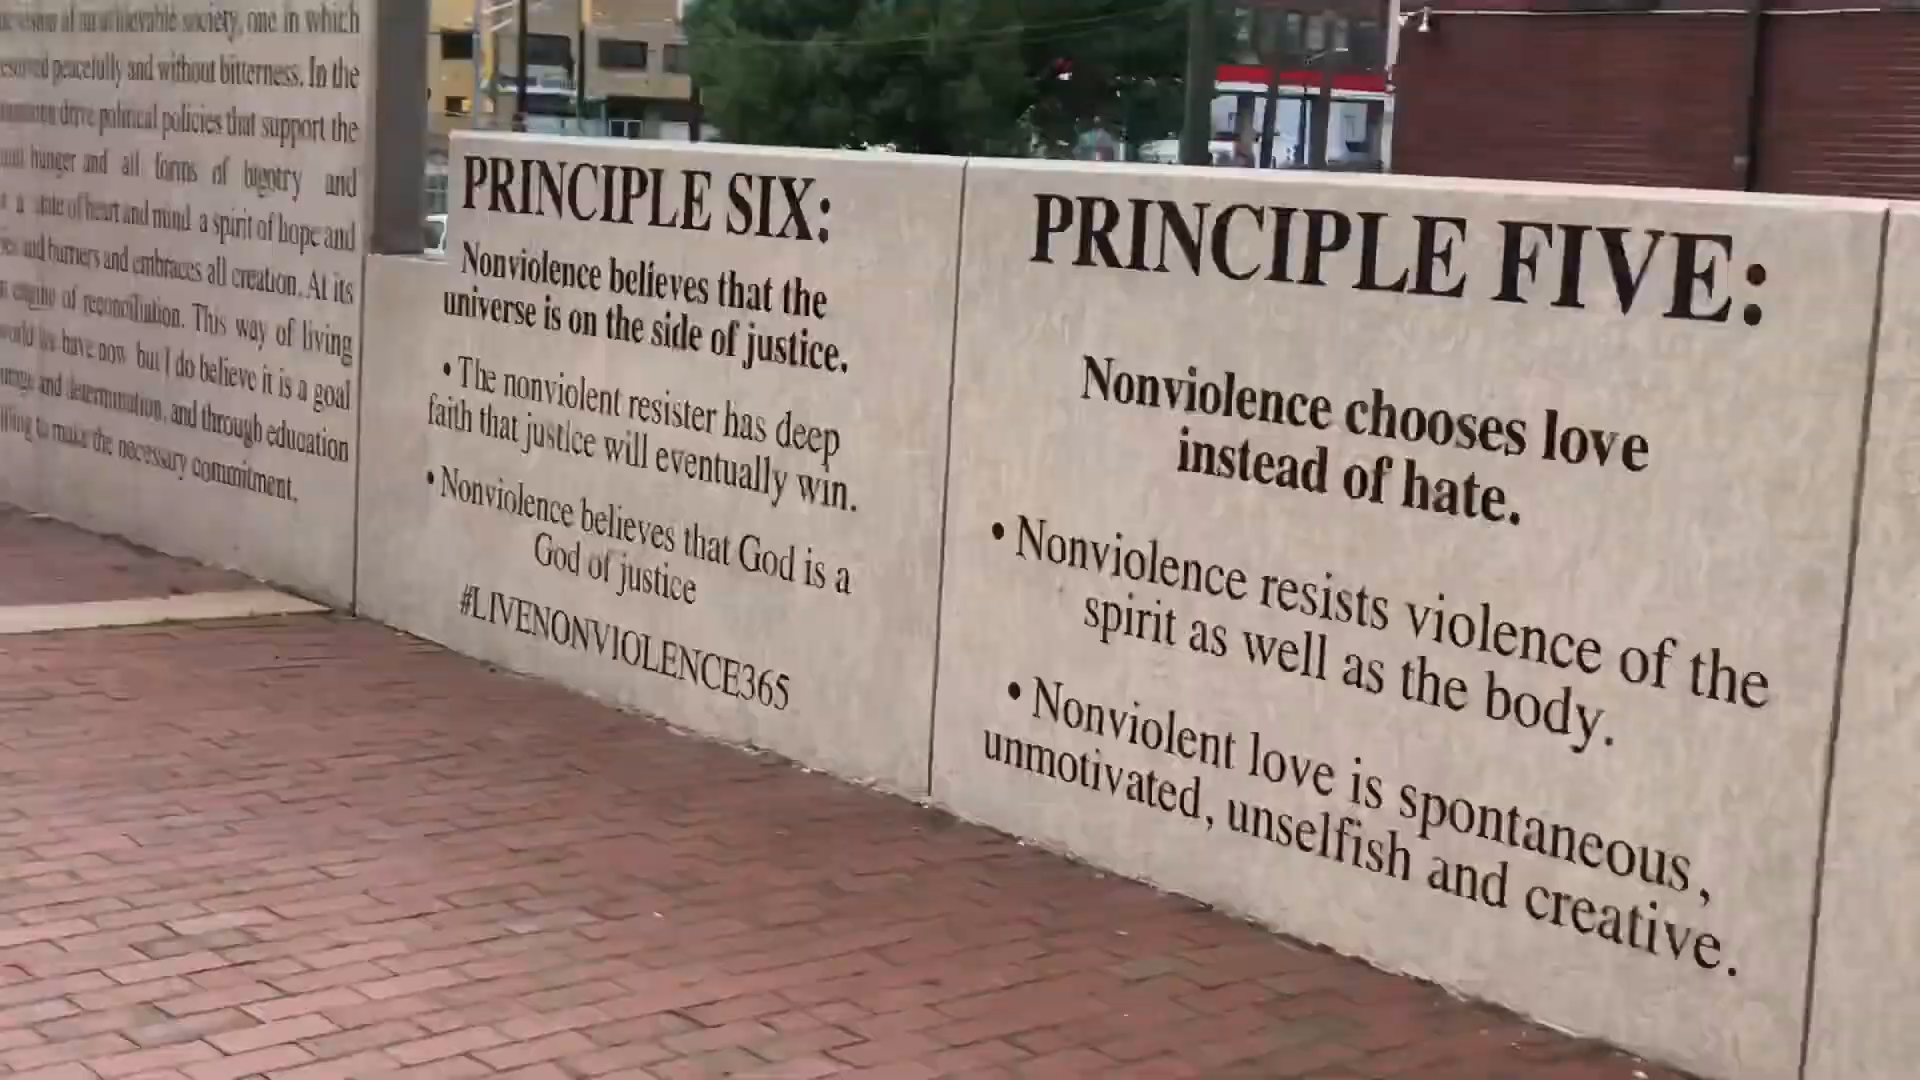 of an achievable society, one in which
peacefully and without bitterness. In the
drive political policies that support the
hunger and all forms of bigotry and
a state of heart and mind a spirit of hope and
and barriers and embraces all creation. At its
engine of reconciliation. This way of living
world we have now but I do believe it is a goal
and determination, and through education
to make the necessary commitment.
PRINCIPLE SIX:
Nonviolence believes that the
universe is on the side of justice.
• The nonviolent resister has deep
faith that justice will eventually win.
• Nonviolence believes that God is a
God of justice
#LIVENONVIOLENCE365
PRINCIPLE FIVE:
Nonviolence chooses love
instead of hate.
• Nonviolence resists violence of the
spirit as well as the body.
• Nonviolent love is spontaneous,
unmotivated, unselfish and creative.